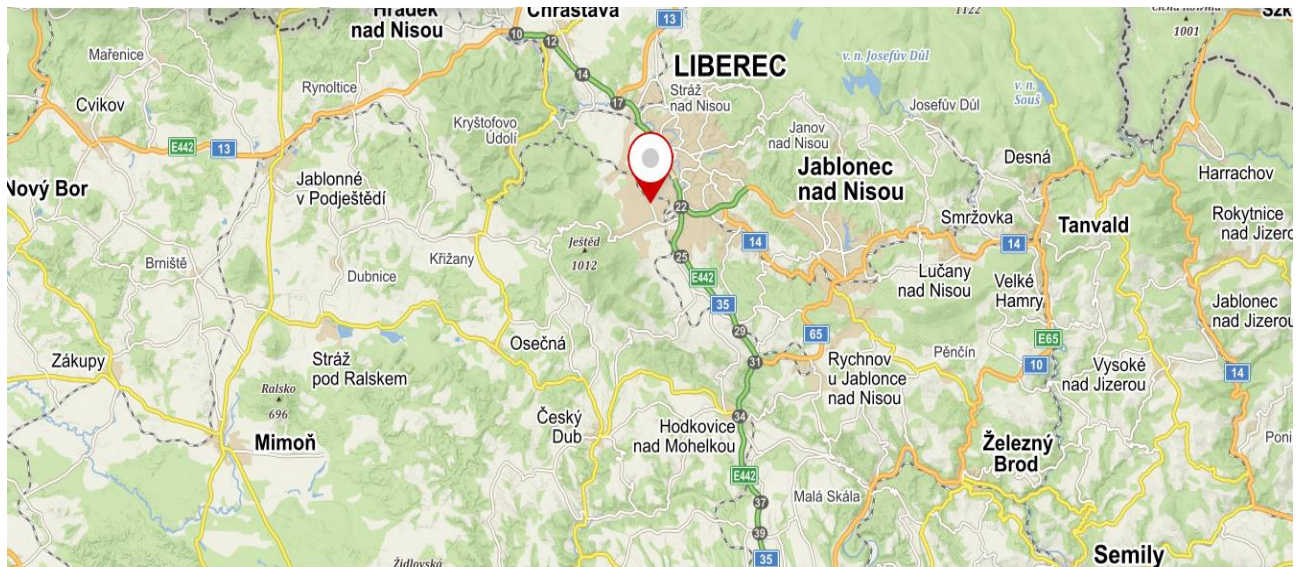 Hrádek
nad Nisou
Chrastava
13
1122
1001
Mařenice
10
12
14
17
LIBEREC
v. n. Josefův Důl
v. n.
Souš
Rynoltice
Stráž
nad Nisou
Josefův Důl
Cvikov
Kryštofovo
Údolí
Janov
nad Nisou
E442
13
Desná
Harrachov
Nový Bor
Jablonné
v Podještědí
Jablonec
nad Nisou
22
Smržovka
Tanvald
Rokytnice
nad Jizero
Ještěd
1012
14
14
Brniště
Křižany
25
Dubnice
E442
Lučany
nad Nisou
Velké
Hamry
35
Jablonec
nad Jizerou
29
65
Osečná
E65
Zákupy
Stráž
pod Ralskem
31
Rychnov
u Jablonce
nad Nisou
Pěnčín
10
Vysoké
nad Jizerou
14
Ralsko
696
34
Český
Dub
Hodkovice
nad Mohelkou
Mimoň
Železný
Brod
Poni
E442
Malá Skála
37
39
35
Židlovská
Semily